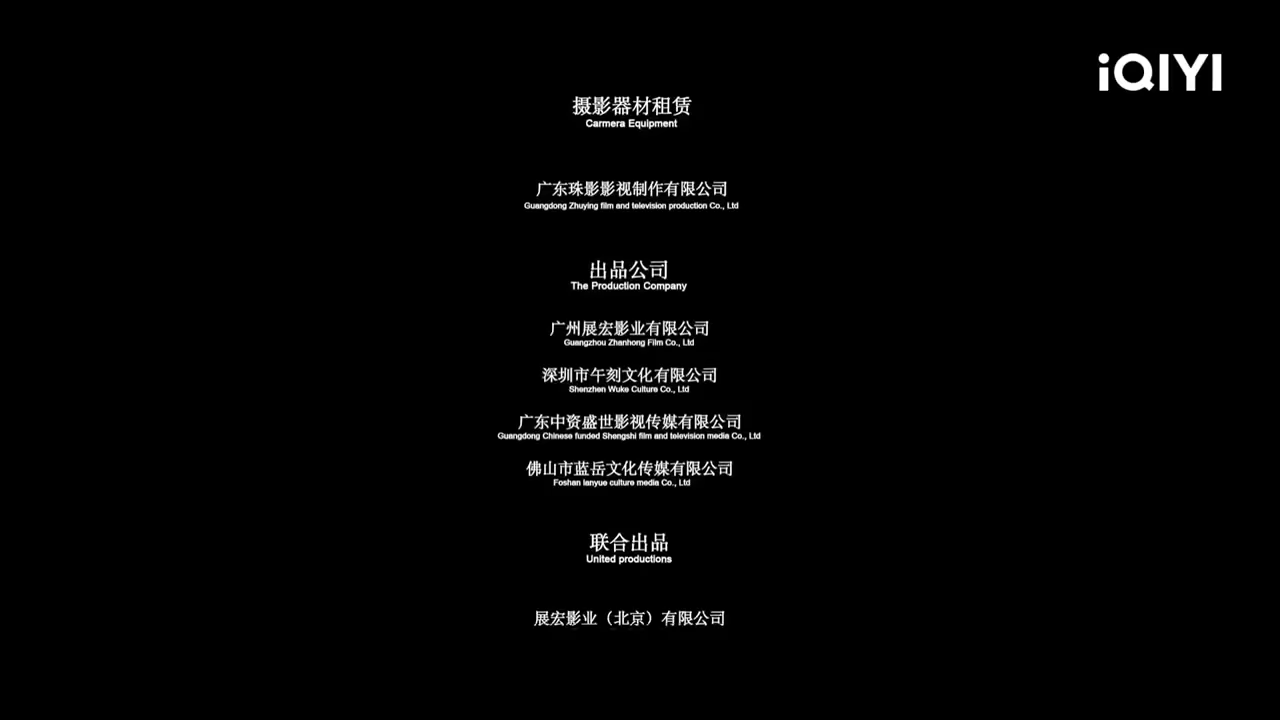 iQIYI
摄影器材租赁
Carmera Equipment
广东珠影影视制作有限公司
Guangdong Zhuying film and television production Co., Ltd
出品公司
The Production Company
广州展宏影业有限公司
Guangzhou Zhanhong Film Co., Ltd
深圳市午刻文化有限公司
Shenzhen Wuke Culture Co., Ltd
广东中资盛世影视传媒有限公司
Guangdong Chinese funded Shengshi film and television media Co., Ltd
佛山市蓝岳文化传媒有限公司
Foshan lanyue culture media Co., Ltd
联合出品
United productions
展宏影业（北京）有限公司